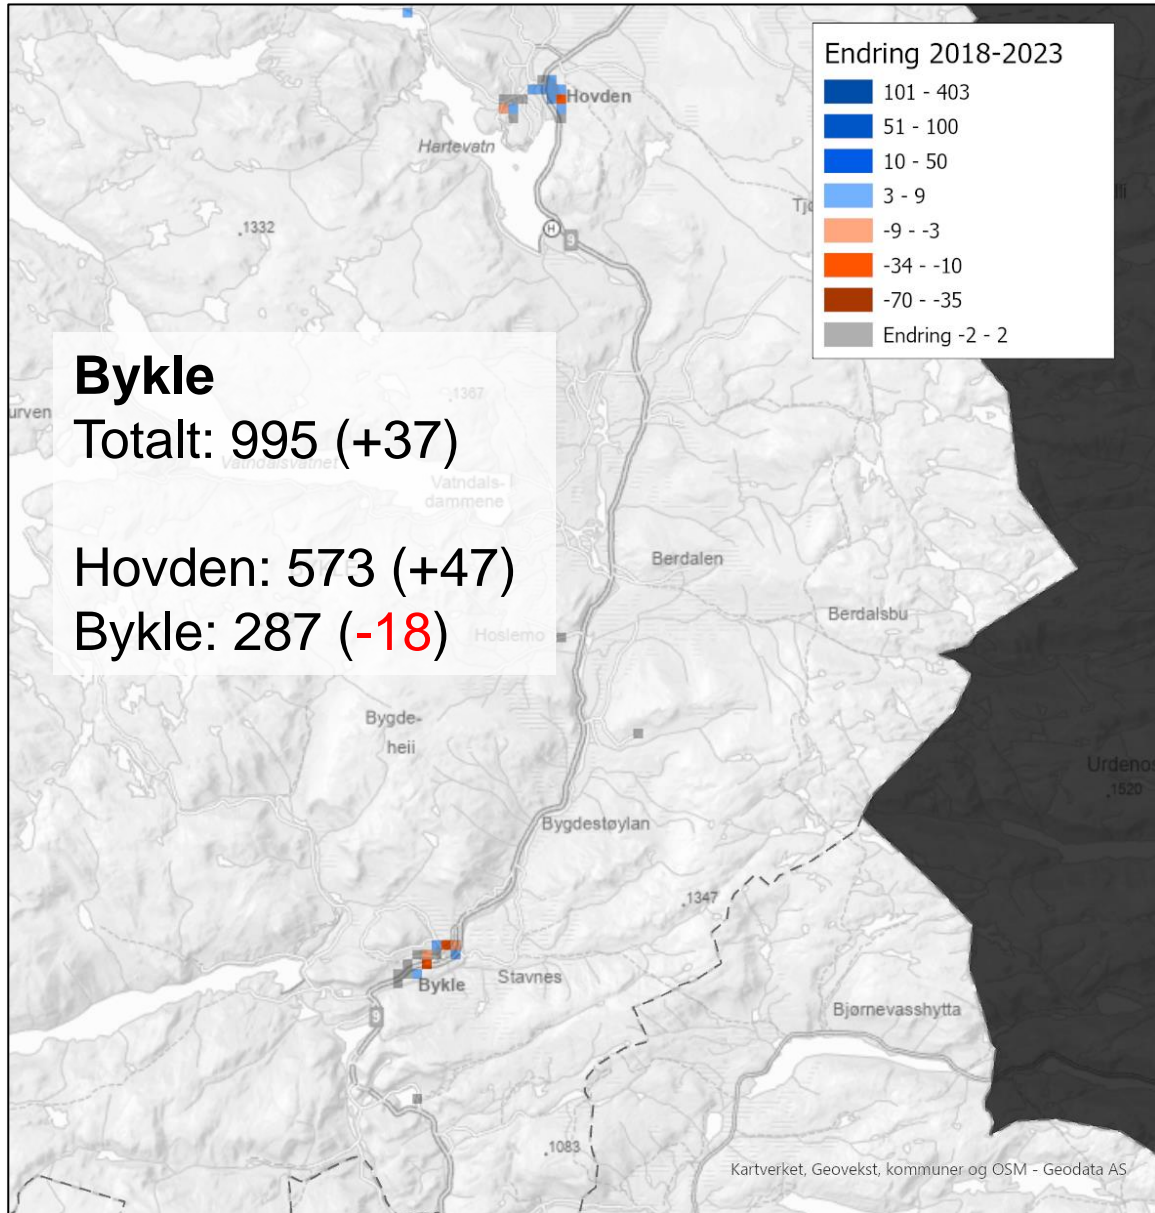 Endring 2018-2023
101 - 403
51 - 100
10 - 50
3 - 9
-9 - -3
-34 - -10
-70 - -35
Endring -2 - 2
Hovden
Hartevatn
H
9
1332
Bykle
Totalt: 995 (+37)
Hovden: 573 (+47)
Bykle: 287 (-18)
1367
urven
Vatndalsvatnet
Vatndals-
dammene
Berdalen
Berdalsbu
Hoslemo
Bygde-
heii
Urdenos
1520
Bygdestøylan
1347
Stavnes
Bykle
9
Bjørnevasshytta
1083
Kartverket, Geovekst, kommuner og OSM - Geodata AS